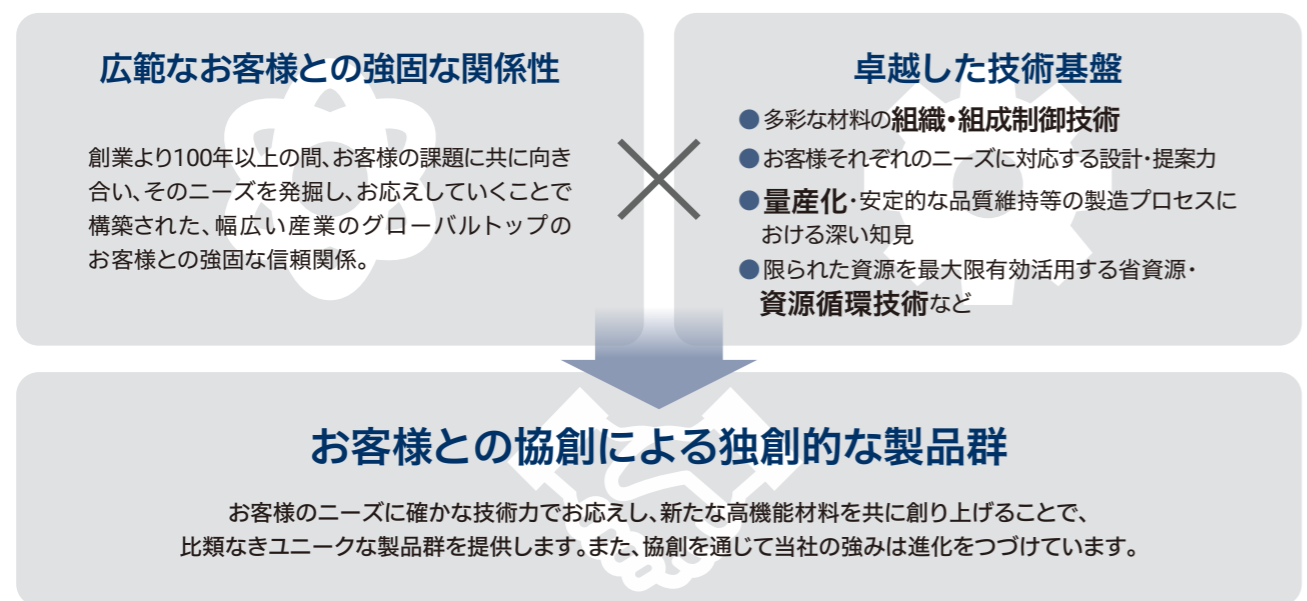 広範なお客様との強固な関係性
創業より100年以上の間、お客様の課題に共に向き
合い、そのニーズを発掘し、お応えしていくことで
構築された、幅広い産業のグローバルトップの
お客様との強固な信頼関係。
卓越した技術基盤
●多彩な材料の組織・組成制御技術
●お客様それぞれのニーズに対応する設計・提案力
●量産化・安定的な品質維持等の製造プロセスに
おける深い知見
●限られた資源を最大限有効活用する省資源・
資源循環技術など
お客様との協創による独創的な製品群
お客様のニーズに確かな技術力でお応えし、新たな高機能材料を共に創り上げることで、
比類なきユニークな製品群を提供します。また、協創を通じて当社の強みは進化をつづけています。